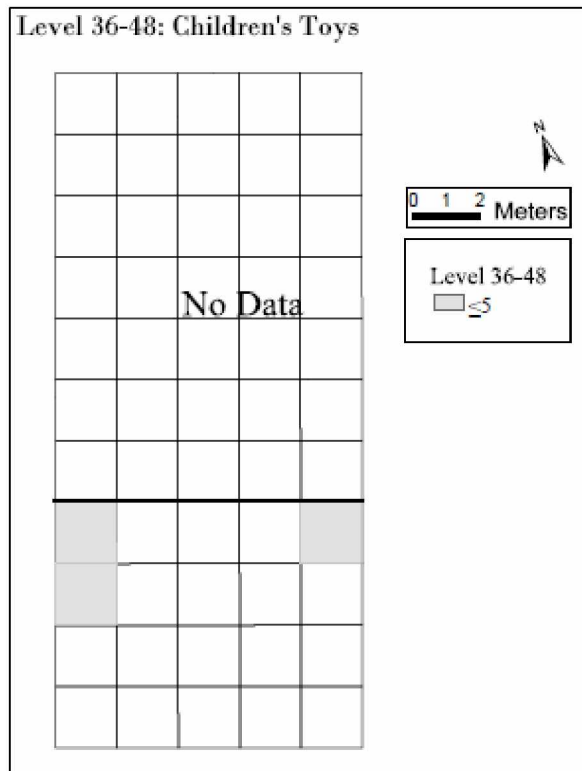 Level 36-48: Children's Toys
N
0 1 2 Meters
No Data
Level 36-48
≤5